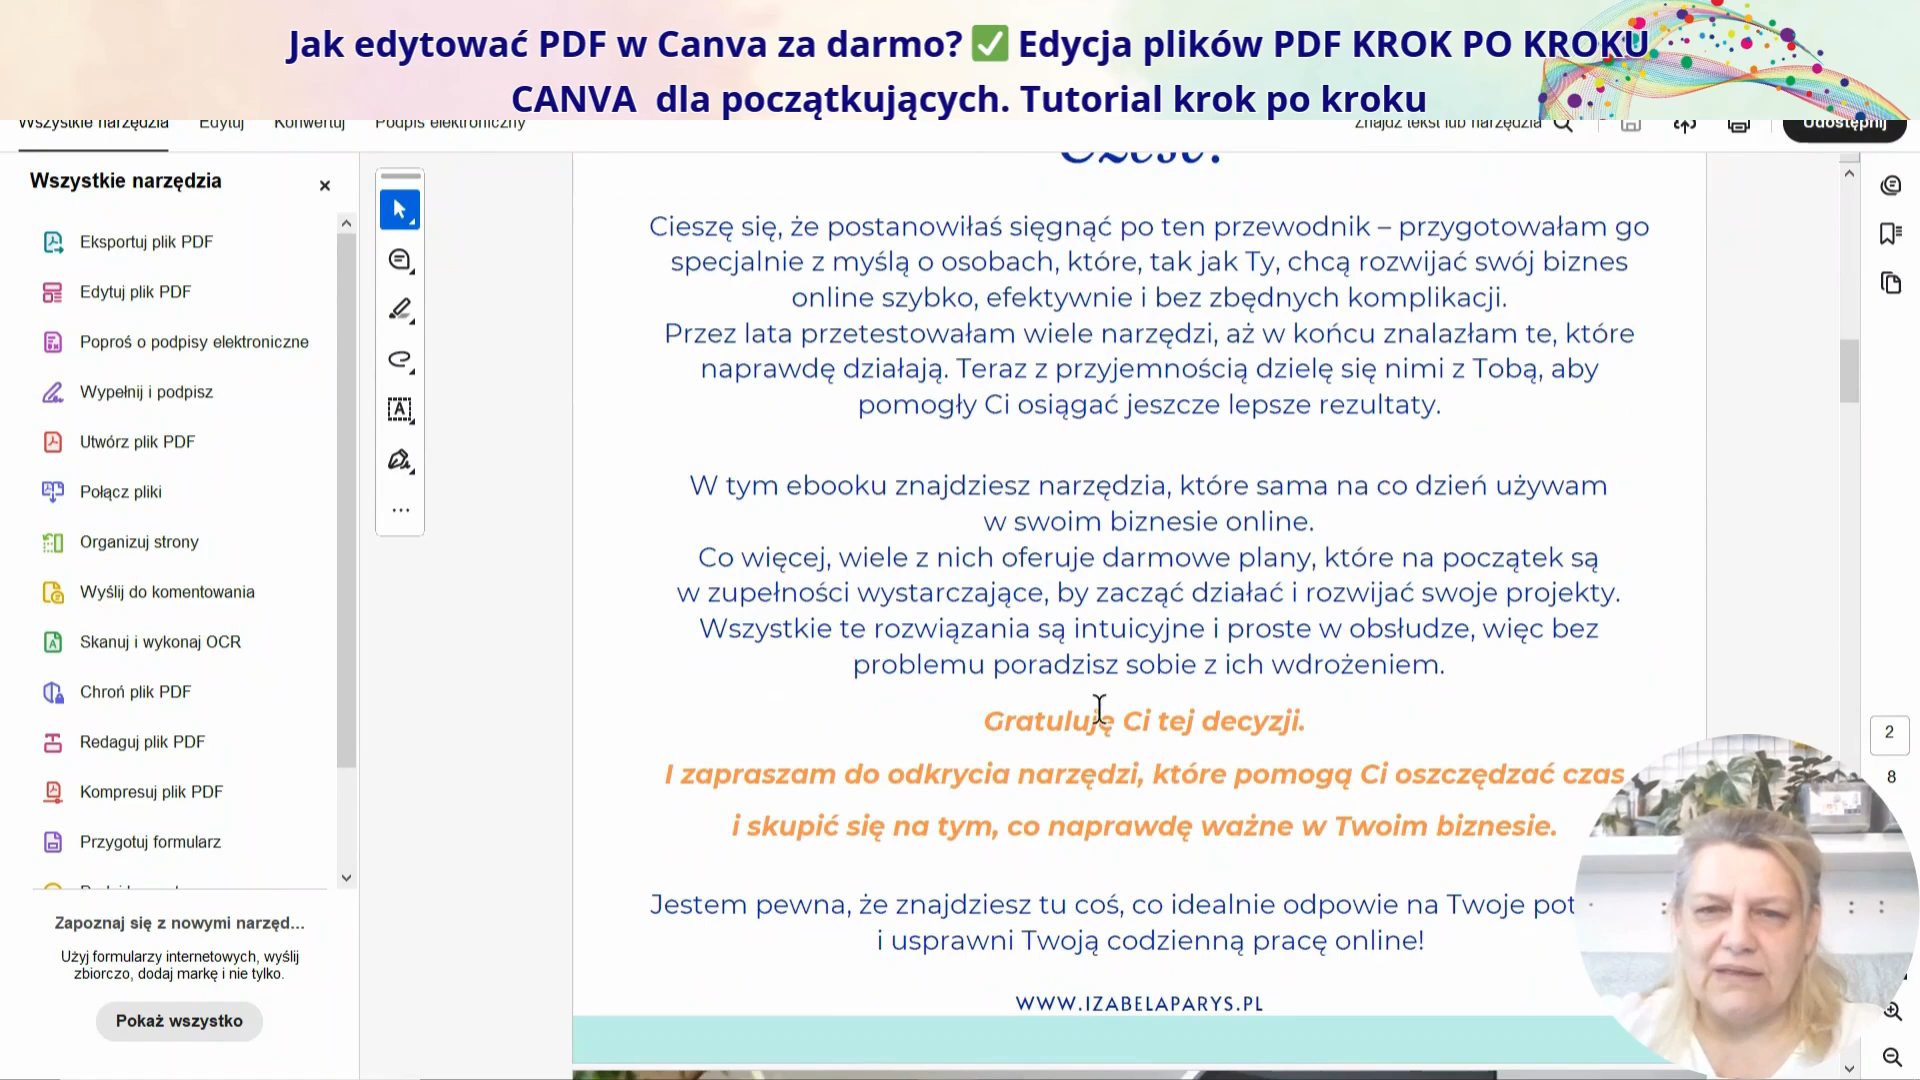 Jak edytować PDF w Canva za darmo? ✅ Edycja plików PDF KROK PO KROKU
CANVA dla początkujących. Tutorial krok po kroku
Wszystkie narzędzia
Edytuj
Konwertuj
Podpis elektroniczny
Znajdź tekst lub narzędzia
Udostępnij
Wszystkie narzędzia
Eksportuj plik PDF
Edytuj plik PDF
Poproś o podpisy elektroniczne
Wypełnij i podpisz
Utwórz plik PDF
Połącz pliki
Organizuj strony
Wyślij do komentowania
Skanuj i wykonaj OCR
Chroń plik PDF
Redaguj plik PDF
Kompresuj plik PDF
Przygotuj formularz
Zapoznaj się z nowymi narzęd...
Użyj formularzy internetowych, wyślij
zbiorczo, dodaj markę i nie tylko.
Pokaż wszystko
Cześć!
Cieszę się, że postanowiłaś sięgnąć po ten przewodnik – przygotowałam go
specjalnie z myślą o osobach, które, tak jak Ty, chcą rozwijać swój biznes
online szybko, efektywnie i bez zbędnych komplikacji.
Przez lata przetestowałam wiele narzędzi, aż w końcu znalazłam te, które
naprawdę działają. Teraz z przyjemnością dzielę się nimi z Tobą, aby
pomogły Ci osiągać jeszcze lepsze rezultaty.
W tym ebooku znajdziesz narzędzia, które sama na co dzień używam
w swoim biznesie online.
Co więcej, wiele z nich oferuje darmowe plany, które na początek są
w zupełności wystarczające, by zacząć działać i rozwijać swoje projekty.
Wszystkie te rozwiązania są intuicyjne i proste w obsłudze, więc bez
problemu poradzisz sobie z ich wdrożeniem.
Gratuluję Ci tej decyzji.
I zapraszam do odkrycia narzędzi, które pomogą Ci oszczędzać czas
i skupić się na tym, co naprawdę ważne w Twoim biznesie.
Jestem pewna, że znajdziesz tu coś, co idealnie odpowie na Twoje pot
i usprawni Twoją codzienną pracę online!
WWW.IZABELAPARYS.PL
2
8